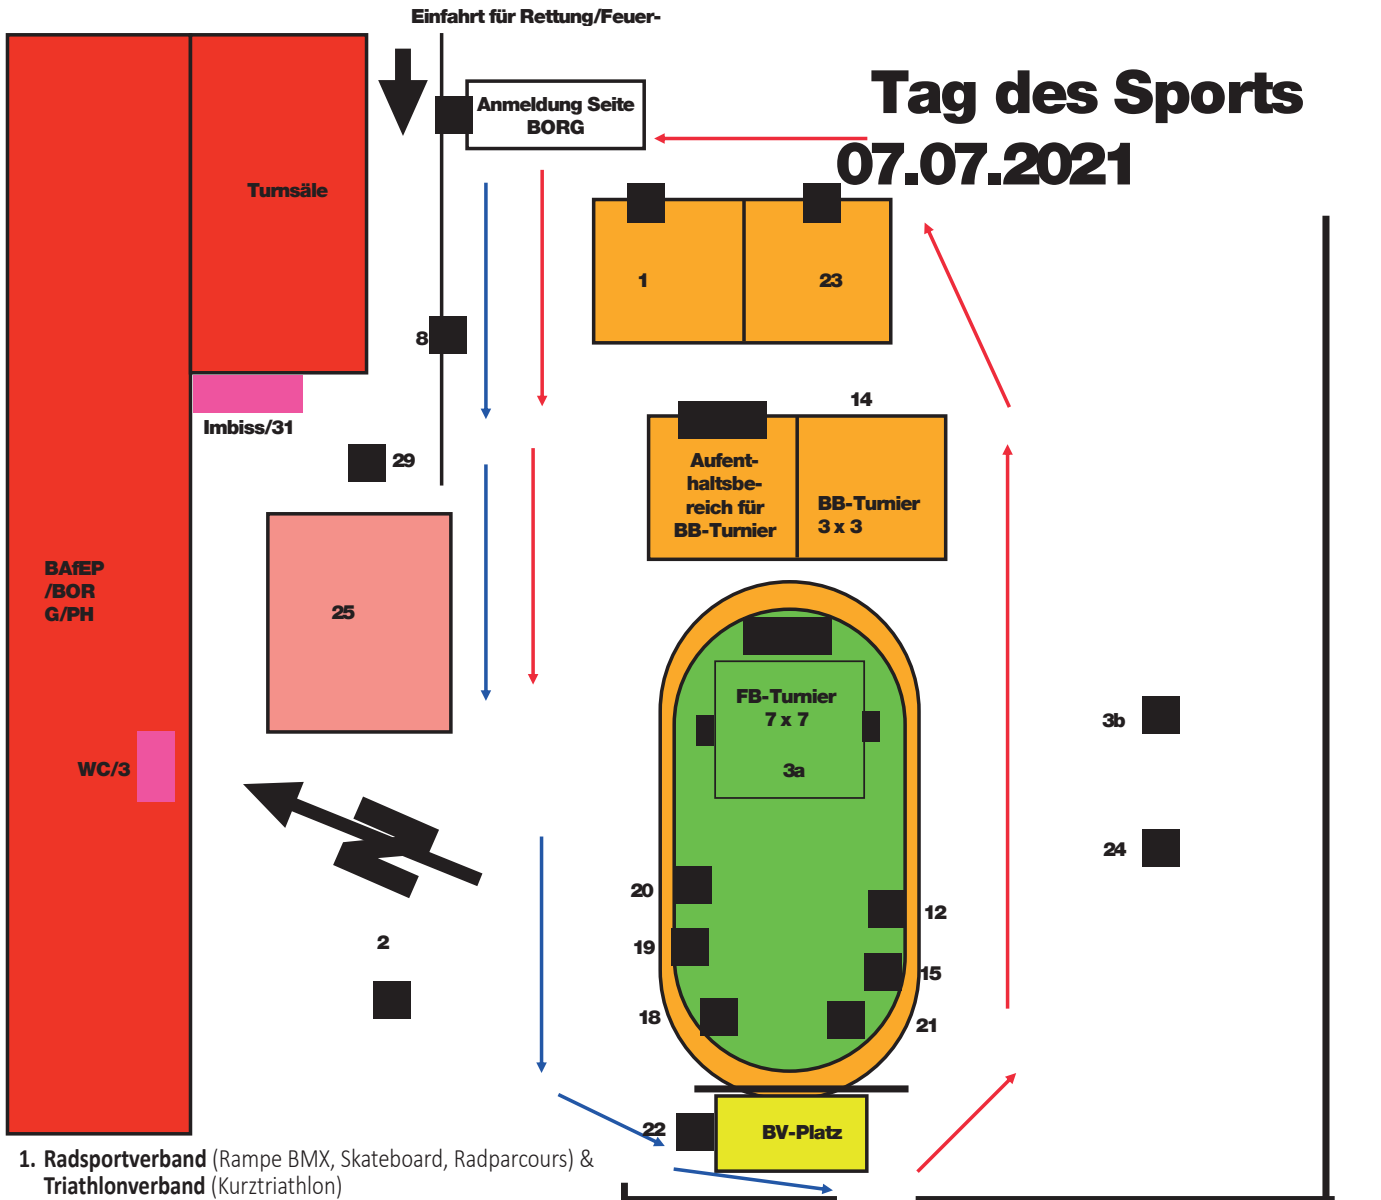 Einfahrt für Rettung/Feuer-
Tag des Sports
07.07.2021
Anmeldung Seite
BORG
Turnsäle
1
23
8
Imbiss/31
14
29
Aufent-
haltsbe-
reich für
BB-Turnier
BB-Turnier
3 x 3
BAfEP
/BOR
G/PH
25
FB-Turnier
7 x 7
3a
3b
WC/3
24
20
12
2
19
15
18
21
22
BV-Platz
1. Radsportverband (Rampe BMX, Skateboard, Radparcours) &
Triathlonverband (Kurztriathlon)